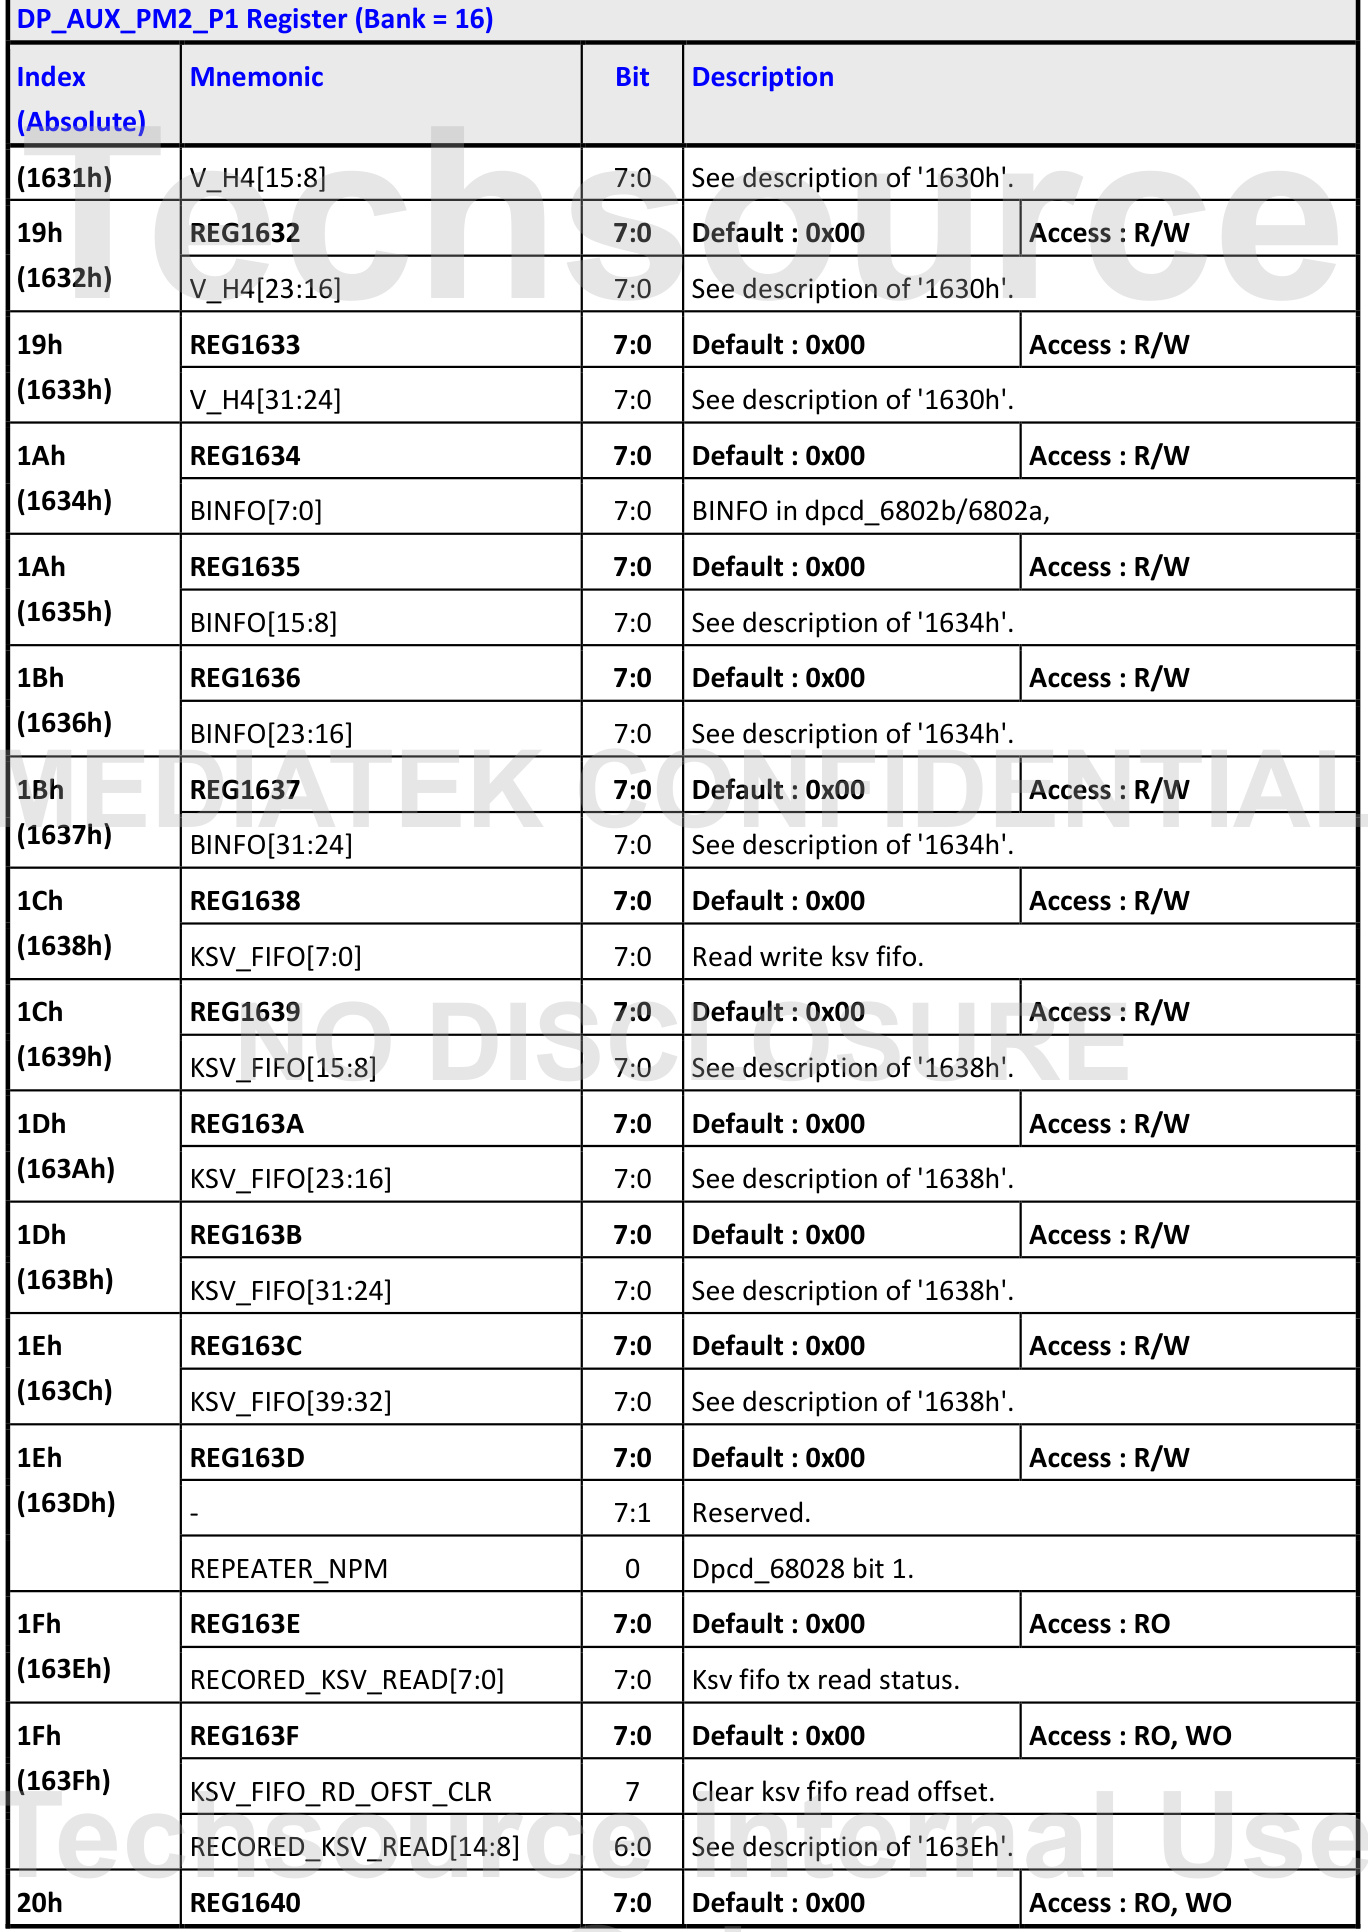 DP_AUX_PM2_P1 Register (Bank = 16)
Index (Absolute) Mnemonic Bit Description
(1631h) V_H4[15:8] 7:0 See description of '1630h'.
19h (1632h) REG1632 7:0 Default : 0x00 Access : R/W
V_H4[23:16] 7:0 See description of '1630h'.
19h (1633h) REG1633 7:0 Default : 0x00 Access : R/W
V_H4[31:24] 7:0 See description of '1630h'.
1Ah (1634h) REG1634 7:0 Default : 0x00 Access : R/W
BINFO[7:0] 7:0 BINFO in dpcd_6802b/6802a,
1Ah (1635h) REG1635 7:0 Default : 0x00 Access : R/W
BINFO[15:8] 7:0 See description of '1634h'.
1Bh (1636h) REG1636 7:0 Default : 0x00 Access : R/W
BINFO[23:16] 7:0 See description of '1634h'.
1Bh (1637h) REG1637 7:0 Default : 0x00 Access : R/W
BINFO[31:24] 7:0 See description of '1634h'.
1Ch (1638h) REG1638 7:0 Default : 0x00 Access : R/W
KSV_FIFO[7:0] 7:0 Read write ksv fifo.
1Ch (1639h) REG1639 7:0 Default : 0x00 Access : R/W
KSV_FIFO[15:8] 7:0 See description of '1638h'.
1Dh (163Ah) REG163A 7:0 Default : 0x00 Access : R/W
KSV_FIFO[23:16] 7:0 See description of '1638h'.
1Dh (163Bh) REG163B 7:0 Default : 0x00 Access : R/W
KSV_FIFO[31:24] 7:0 See description of '1638h'.
1Eh (163Ch) REG163C 7:0 Default : 0x00 Access : R/W
KSV_FIFO[39:32] 7:0 See description of '1638h'.
1Eh (163Dh) REG163D 7:0 Default : 0x00 Access : R/W
- 7:1 Reserved.
REPEATER_NPM 0 Dpcd_68028 bit 1.
1Fh (163Eh) REG163E 7:0 Default : 0x00 Access : RO
RECORED_KSV_READ[7:0] 7:0 Ksv fifo tx read status.
1Fh (163Fh) REG163F 7:0 Default : 0x00 Access : RO, WO
KSV_FIFO_RD_OFST_CLR 7 Clear ksv fifo read offset.
RECORED_KSV_READ[14:8] 6:0 See description of '163Eh'.
20h REG1640 7:0 Default : 0x00 Access : RO, WO
Techsource
MEDIATEK CONFIDENTIAL
NO DISCLOSURE
Techsource Internal Use